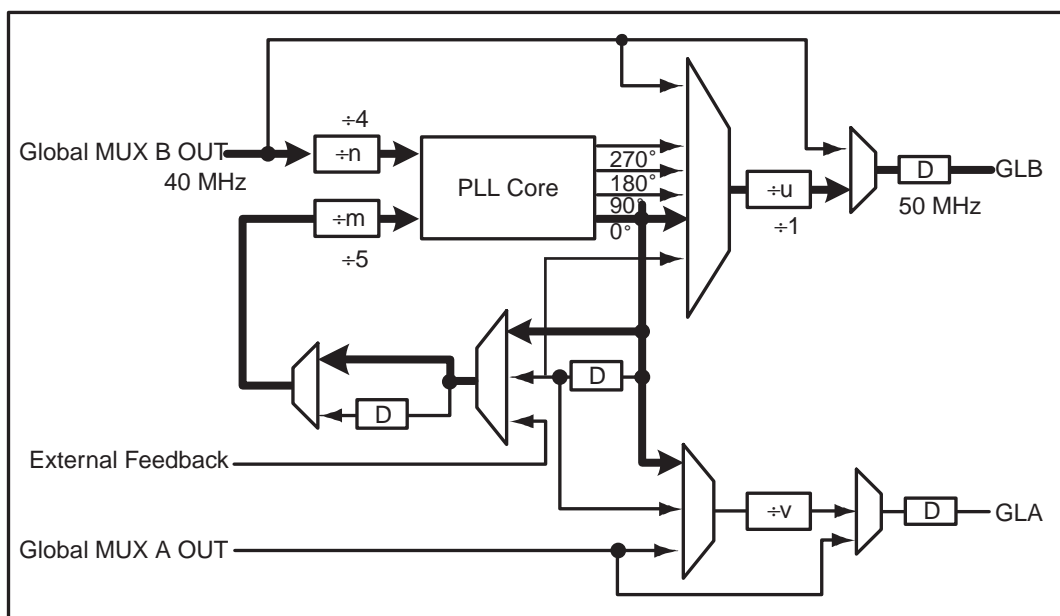 ÷4
Global MUX B OUT
÷n
40 MHz
PLL Core
270°
180°
90°
0°
÷u
÷1
D
GLB
50 MHz
÷m
÷5
D
D
External Feedback
÷v
D
GLA
Global MUX A OUT